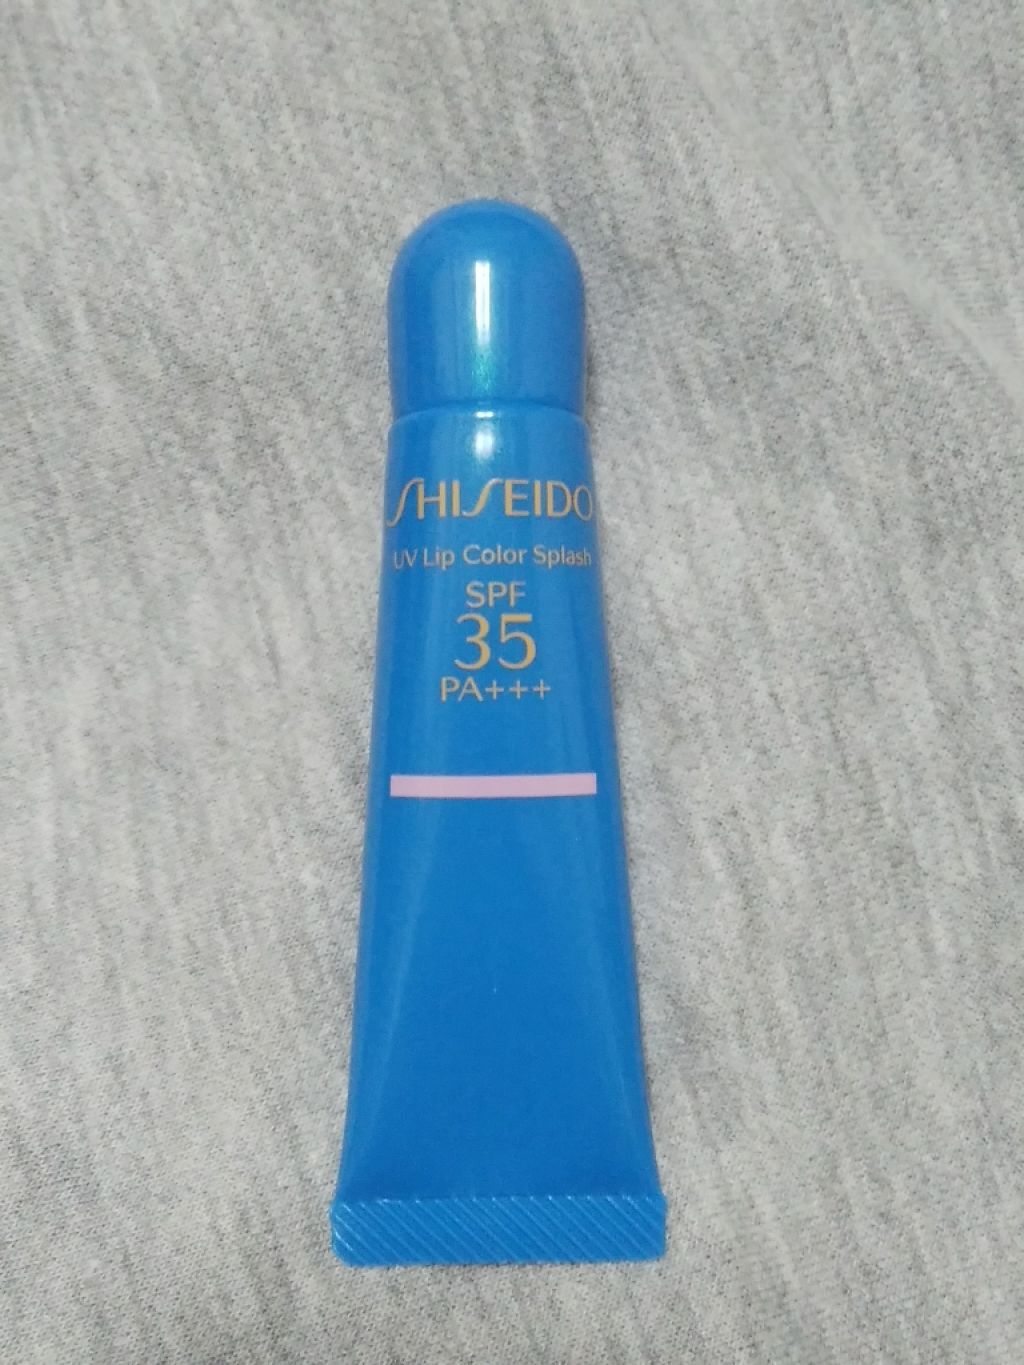 SHISEIDO
UV Lip Color Splash
SPF
35
PA+++